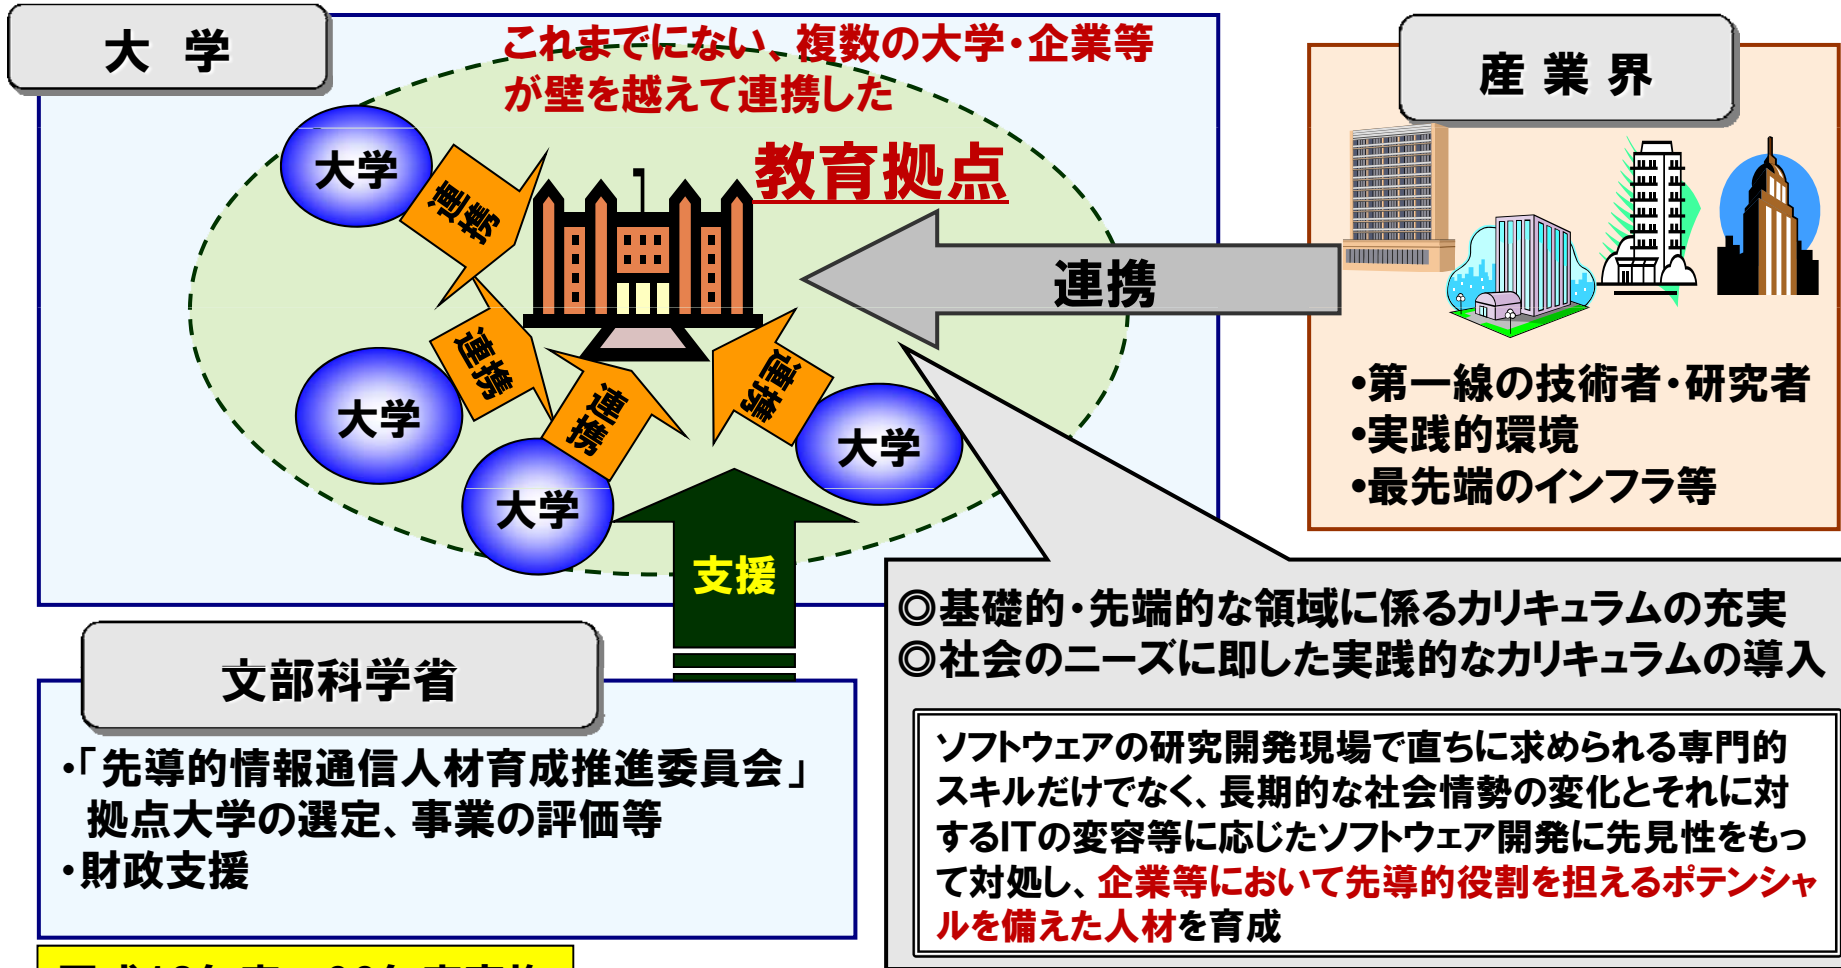 大 学
これまでにない、複数の大学・企業等
が壁を越えて連携した
教育拠点
大学
連携
大学
連携
大学
連携
大学
連携
連携
支援
産 業 界
・第一線の技術者・研究者
・実践的環境
・最先端のインフラ等
文部科学省
・「先導的情報通信人材育成推進委員会」
拠点大学の選定、事業の評価等
・財政支援
◎基礎的・先端的な領域に係るカリキュラムの充実
◎社会のニーズに即した実践的なカリキュラムの導入
ソフトウェアの研究開発現場で直ちに求められる専門的
スキルだけでなく、長期的な社会情勢の変化とそれに対
するITの変容等に応じたソフトウェア開発に先見性をもっ
て対処し、企業等において先導的役割を担えるポテンシャ
ルを備えた人材を育成